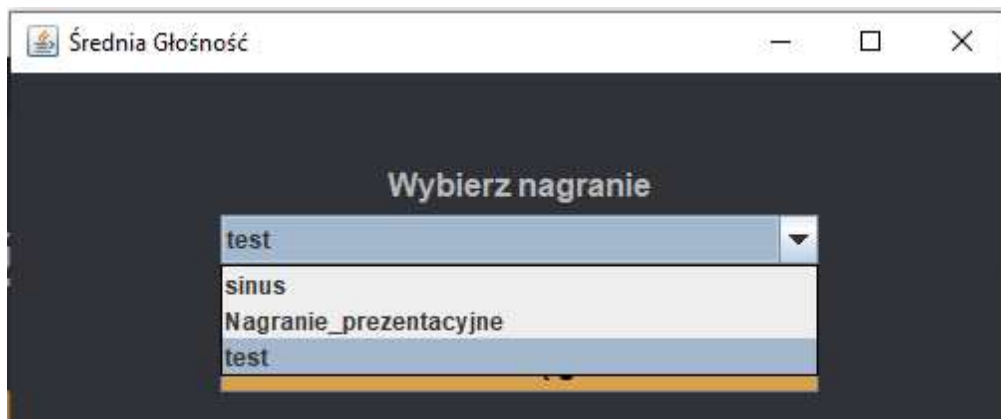 Średnia Głośność
Wybierz nagranie
test
sinus
Nagranie_prezentacyjne
test